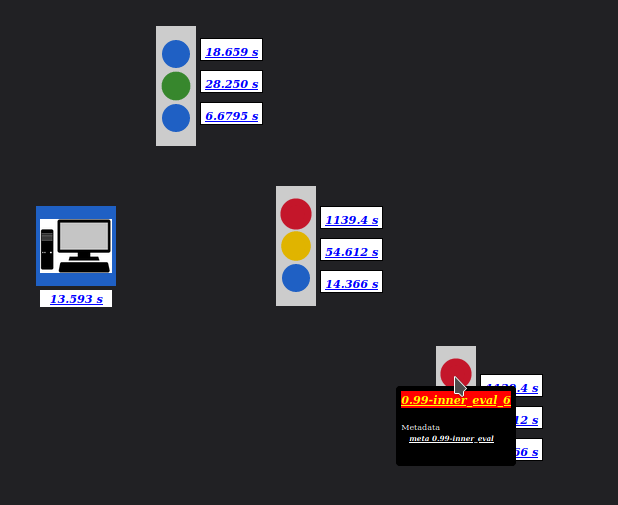 18.659 s
28.250 s
6.6795 s
1139.4 s
54.612 s
14.366 s
13.593 s
0.99-inner_eval_6
Metadata
meta 0.99-inner_eval